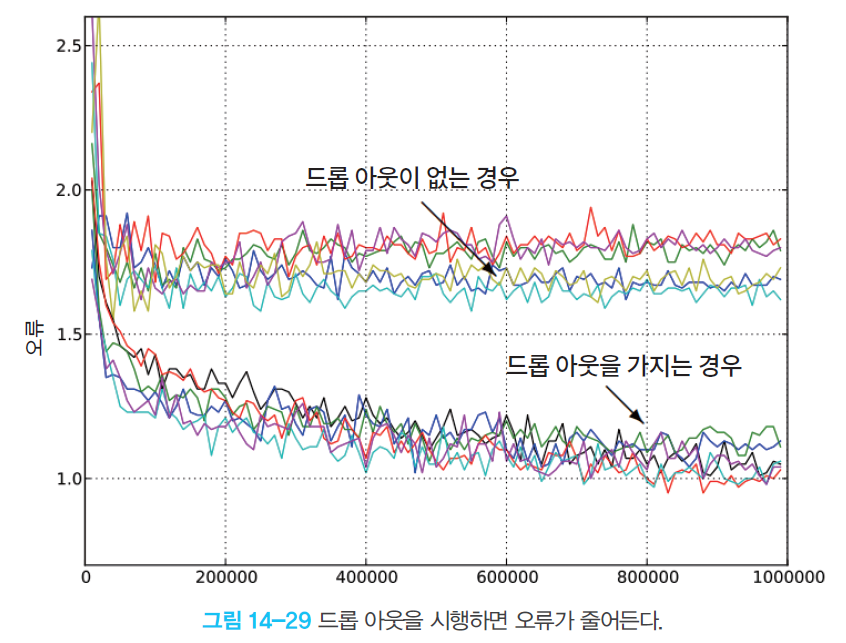 2.5
드롭 아웃이 없는 경우
2.0
1.5
오류
드롭 아웃을 가지는 경우
1.0
0 200000 400000 600000 800000 1000000
그림 14-29 드롭 아웃을 시행하면 오류가 줄어든다.